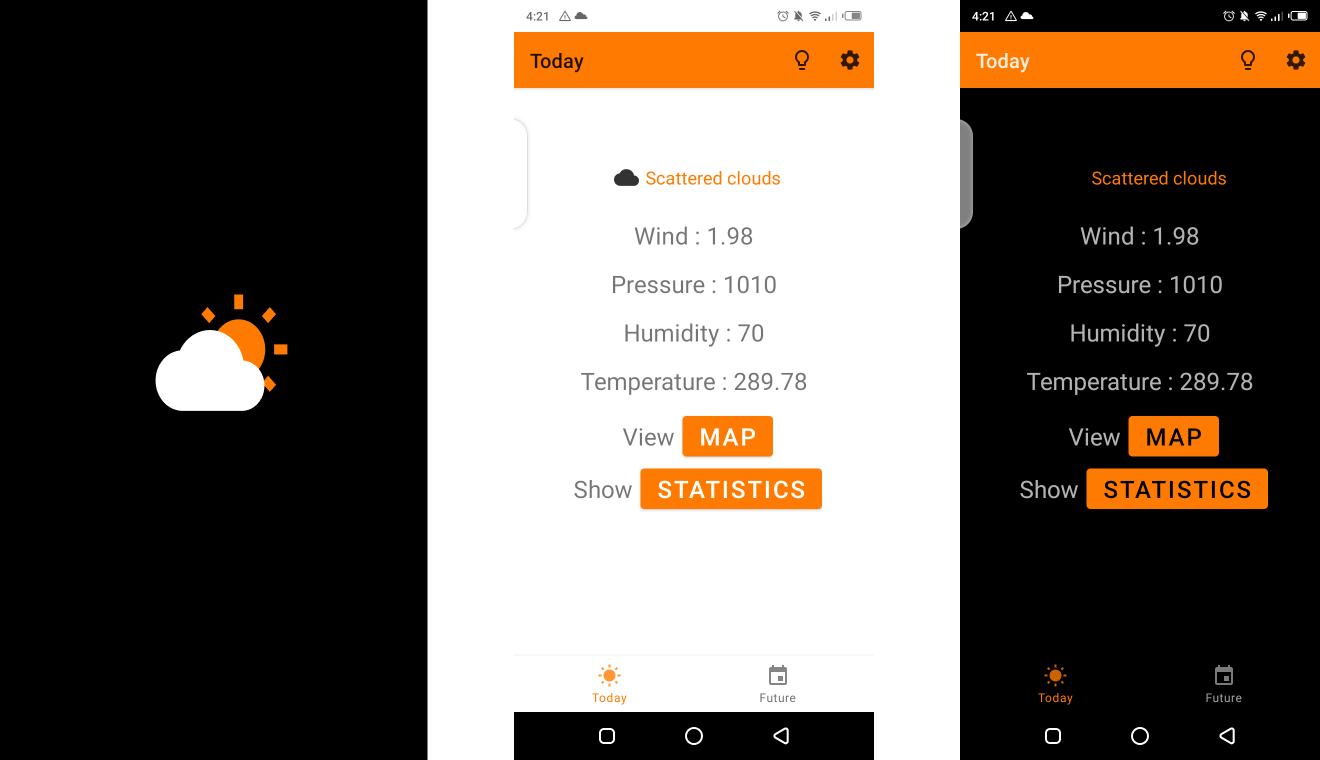 4:21
Today
Scattered clouds
Wind : 1.98
Pressure : 1010
Humidity : 70
Temperature : 289.78
View MAP
Show STATISTICS
Today Future
4:21
Today
Scattered clouds
Wind : 1.98
Pressure : 1010
Humidity : 70
Temperature : 289.78
View MAP
Show STATISTICS
Today Future